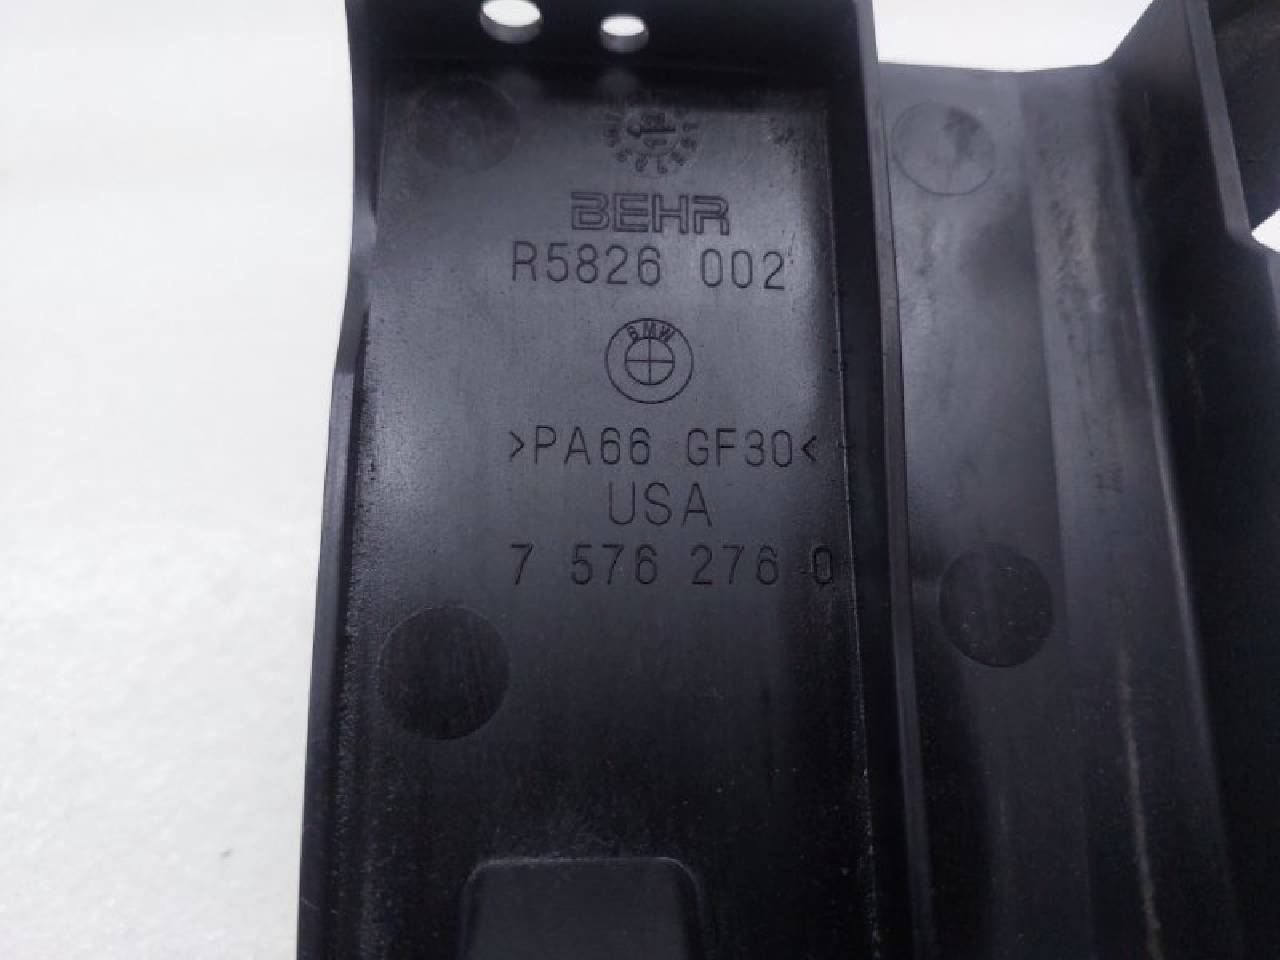 BEHR
R5826 002
BMW
>PA66 GF30<
USA
7 576 276 0